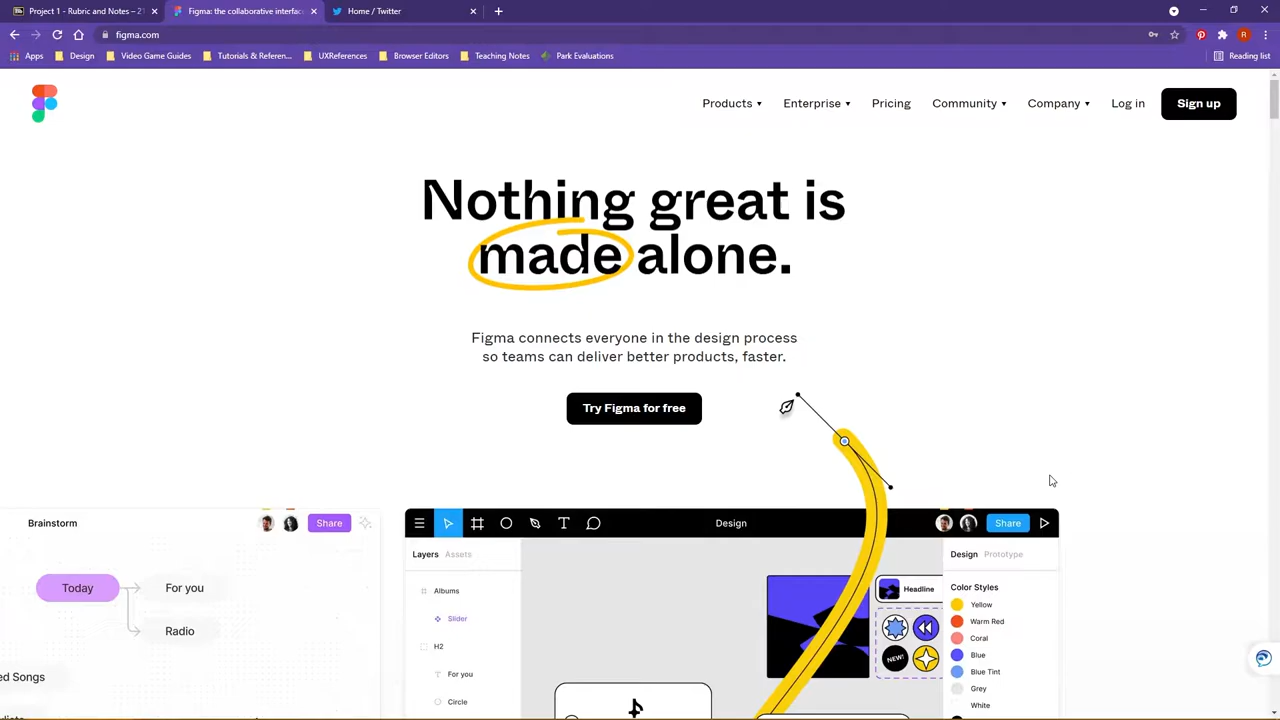 Project 1 - Rubric and Notes – 21
Figma: the collaborative interfac
Home / Twitter
figma.com
R
Apps
Design
Video Game Guides
Tutorials & Referen...
UXReferences
Browser Editors
Teaching Notes
Park Evaluations
Reading list
Products
Enterprise
Pricing
Community
Company
Log in
Sign up
Nothing great is
made alone.
Figma connects everyone in the design process
so teams can deliver better products, faster.
Try Figma for free
Brainstorm
Share
Today
For you
Radio
ed Songs
Design
Share
Layers
Assets
Albums
Slider
H2
For you
Circle
Headline
NEW!
Design
Prototype
Color Styles
Yellow
Warm Red
Coral
Blue
Blue Tint
Grey
White